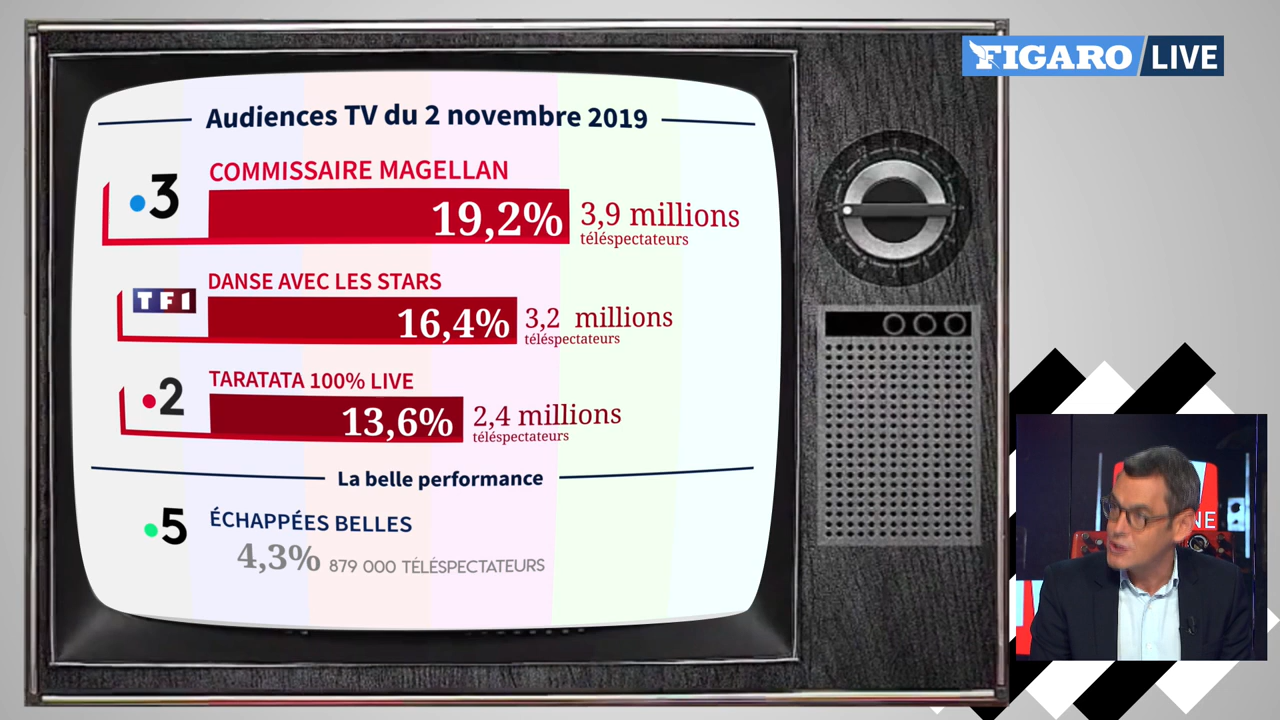 FIGARO LIVE
Audiences TV du 2 novembre 2019
•3
COMMISSAIRE MAGELLAN
19,2%
3,9 millions
téléspectateurs
TF1
DANSE AVEC LES STARS
16,4%
3,2 millions
téléspectateurs
•2
TARATATA 100% LIVE
13,6%
2,4 millions
téléspectateurs
La belle performance
•5
ÉCHAPPÉES BELLES
4,3% 879 000 TÉLÉSPECTATEURS
NE